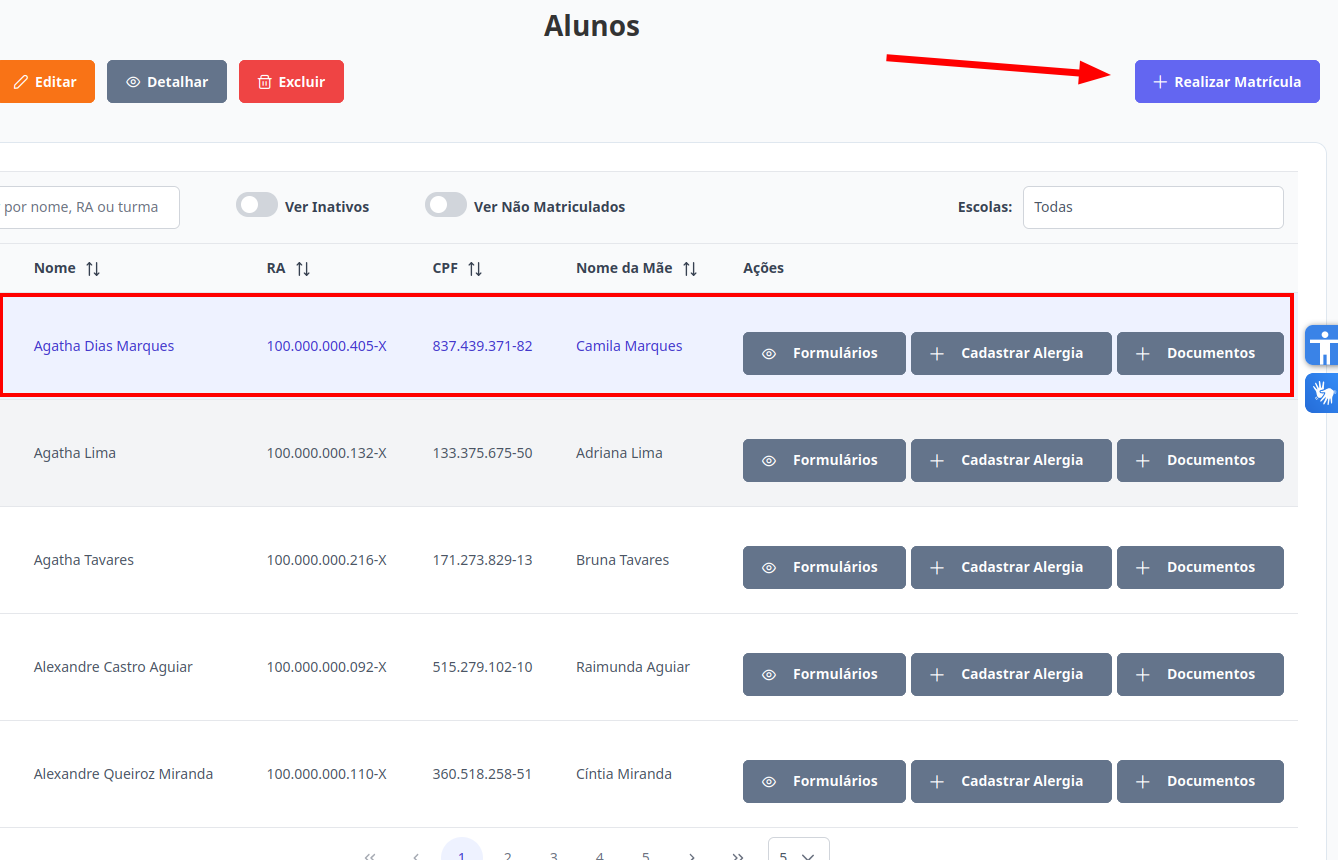 Alunos
Editar Detalhar Excluir Realizar Matrícula
por nome, RA ou turma Ver Inativos Ver Não Matriculados Escolas: Todas
Nome RA CPF Nome da Mãe Ações
Agatha Dias Marques 100.000.000.405-X 837.439.371-82 Camila Marques Formulários Cadastrar Alergia Documentos
Agatha Lima 100.000.000.132-X 133.375.675-50 Adriana Lima Formulários Cadastrar Alergia Documentos
Agatha Tavares 100.000.000.216-X 171.273.829-13 Bruna Tavares Formulários Cadastrar Alergia Documentos
Alexandre Castro Aguiar 100.000.000.092-X 515.279.102-10 Raimunda Aguiar Formulários Cadastrar Alergia Documentos
Alexandre Queiroz Miranda 100.000.000.110-X 360.518.258-51 Cíntia Miranda Formulários Cadastrar Alergia Documentos
« ‹ 1 2 3 4 5 › » 5